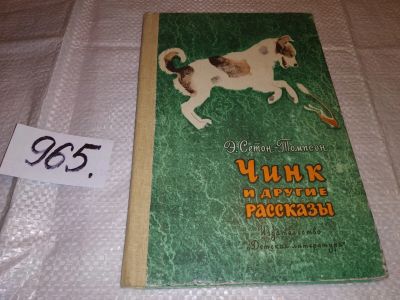 965.
Э. Сетон-Томпсон
Чинк
и другие
рассказы
Издательство
"Детская литература"